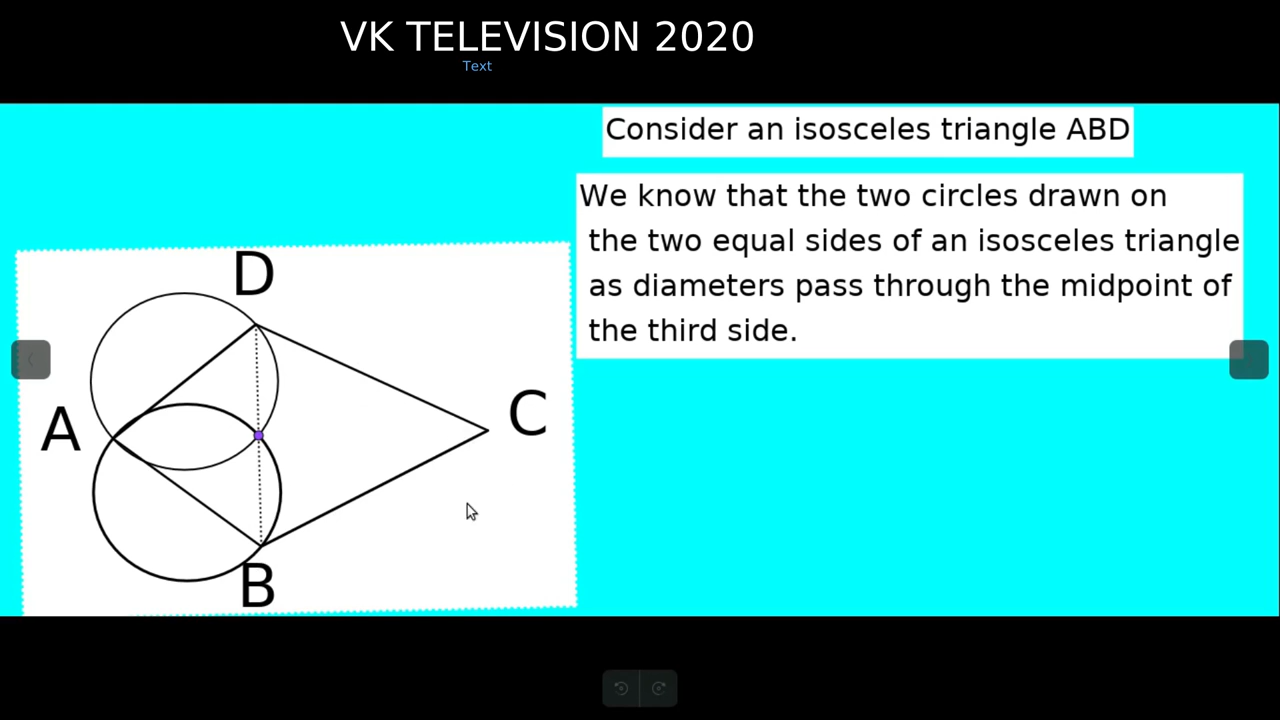 VK TELEVISION 2020
Text
Consider an isosceles triangle ABD
We know that the two circles drawn on
the two equal sides of an isosceles triangle
as diameters pass through the midpoint of
the third side.
D
A
C
B